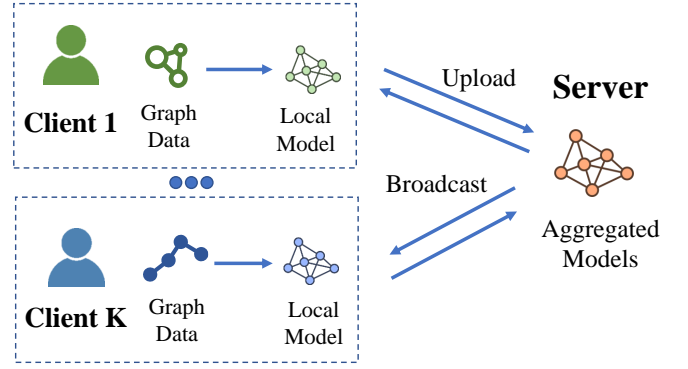 Client 1
Graph
Data
Local
Model
Upload
Server
Broadcast
Aggregated
Models
Client K
Graph
Data
Local
Model